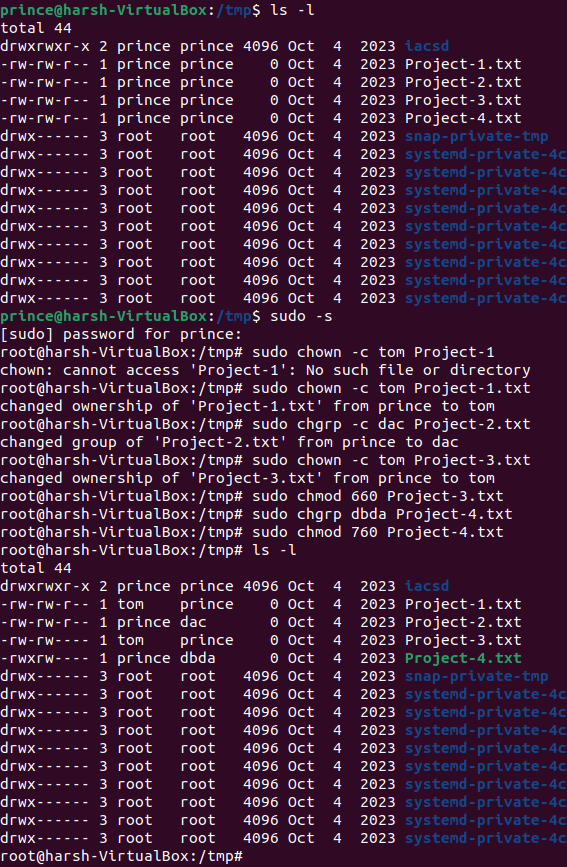 prince@harsh-VirtualBox:/tmp$ ls -l
total 44
drwxrwxr-x 2 prince prince 4096 Oct  4  2023 iacsd
-rw-rw-r-- 1 prince prince    0 Oct  4  2023 Project-1.txt
-rw-rw-r-- 1 prince prince    0 Oct  4  2023 Project-2.txt
-rw-rw-r-- 1 prince prince    0 Oct  4  2023 Project-3.txt
-rw-rw-r-- 1 prince prince    0 Oct  4  2023 Project-4.txt
drwx------ 3 root   root   4096 Oct  4  2023 snap-private-tmp
drwx------ 3 root   root   4096 Oct  4  2023 systemd-private-4c
drwx------ 3 root   root   4096 Oct  4  2023 systemd-private-4c
drwx------ 3 root   root   4096 Oct  4  2023 systemd-private-4c
drwx------ 3 root   root   4096 Oct  4  2023 systemd-private-4c
drwx------ 3 root   root   4096 Oct  4  2023 systemd-private-4c
drwx------ 3 root   root   4096 Oct  4  2023 systemd-private-4c
drwx------ 3 root   root   4096 Oct  4  2023 systemd-private-4c
drwx------ 3 root   root   4096 Oct  4  2023 systemd-private-4c
drwx------ 3 root   root   4096 Oct  4  2023 systemd-private-4c
prince@harsh-VirtualBox:/tmp$ sudo -s
[sudo] password for prince:
root@harsh-VirtualBox:/tmp# sudo chown -c tom Project-1
chown: cannot access 'Project-1': No such file or directory
root@harsh-VirtualBox:/tmp# sudo chown -c tom Project-1.txt
changed ownership of 'Project-1.txt' from prince to tom
root@harsh-VirtualBox:/tmp# sudo chgrp -c dac Project-2.txt
changed group of 'Project-2.txt' from prince to dac
root@harsh-VirtualBox:/tmp# sudo chown -c tom Project-3.txt
changed ownership of 'Project-3.txt' from prince to tom
root@harsh-VirtualBox:/tmp# sudo chmod 660 Project-3.txt
root@harsh-VirtualBox:/tmp# sudo chgrp dbda Project-4.txt
root@harsh-VirtualBox:/tmp# sudo chmod 760 Project-4.txt
root@harsh-VirtualBox:/tmp# ls -l
total 44
drwxrwxr-x 2 prince prince 4096 Oct  4  2023 iacsd
-rw-rw-r-- 1 tom    prince    0 Oct  4  2023 Project-1.txt
-rw-rw-r-- 1 prince dac       0 Oct  4  2023 Project-2.txt
-rw-rw---- 1 tom    prince    0 Oct  4  2023 Project-3.txt
-rwxrw---- 1 prince dbda      0 Oct  4  2023 Project-4.txt
drwx------ 3 root   root   4096 Oct  4  2023 snap-private-tmp
drwx------ 3 root   root   4096 Oct  4  2023 systemd-private-4c
drwx------ 3 root   root   4096 Oct  4  2023 systemd-private-4c
drwx------ 3 root   root   4096 Oct  4  2023 systemd-private-4c
drwx------ 3 root   root   4096 Oct  4  2023 systemd-private-4c
drwx------ 3 root   root   4096 Oct  4  2023 systemd-private-4c
drwx------ 3 root   root   4096 Oct  4  2023 systemd-private-4c
drwx------ 3 root   root   4096 Oct  4  2023 systemd-private-4c
drwx------ 3 root   root   4096 Oct  4  2023 systemd-private-4c
drwx------ 3 root   root   4096 Oct  4  2023 systemd-private-4c
root@harsh-VirtualBox:/tmp#